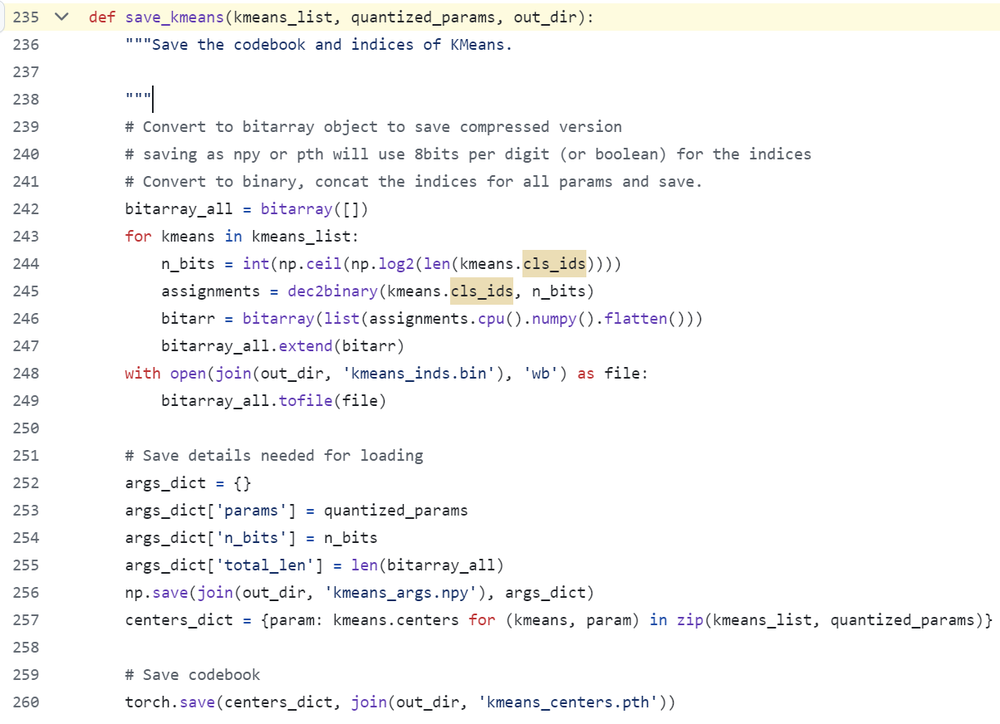 235 def save_kmeans(kmeans_list, quantized_params, out_dir):
236     """Save the codebook and indices of KMeans.
237
238     """
239     # Convert to bitarray object to save compressed version
240     # saving as npy or pth will use 8bits per digit (or boolean) for the indices
241     # Convert to binary, concat the indices for all params and save.
242     bitarray_all = bitarray([])
243     for kmeans in kmeans_list:
244         n_bits = int(np.ceil(np.log2(len(kmeans.cls_ids))))
245         assignments = dec2binary(kmeans.cls_ids, n_bits)
246         bitarr = bitarray(list(assignments.cpu().numpy().flatten()))
247         bitarray_all.extend(bitarr)
248     with open(join(out_dir, 'kmeans_inds.bin'), 'wb') as file:
249         bitarray_all.tofile(file)
250
251     # Save details needed for loading
252     args_dict = {}
253     args_dict['params'] = quantized_params
254     args_dict['n_bits'] = n_bits
255     args_dict['total_len'] = len(bitarray_all)
256     np.save(join(out_dir, 'kmeans_args.npy'), args_dict)
257     centers_dict = {param: kmeans.centers for (kmeans, param) in zip(kmeans_list, quantized_params)}
258
259     # Save codebook
260     torch.save(centers_dict, join(out_dir, 'kmeans_centers.pth'))